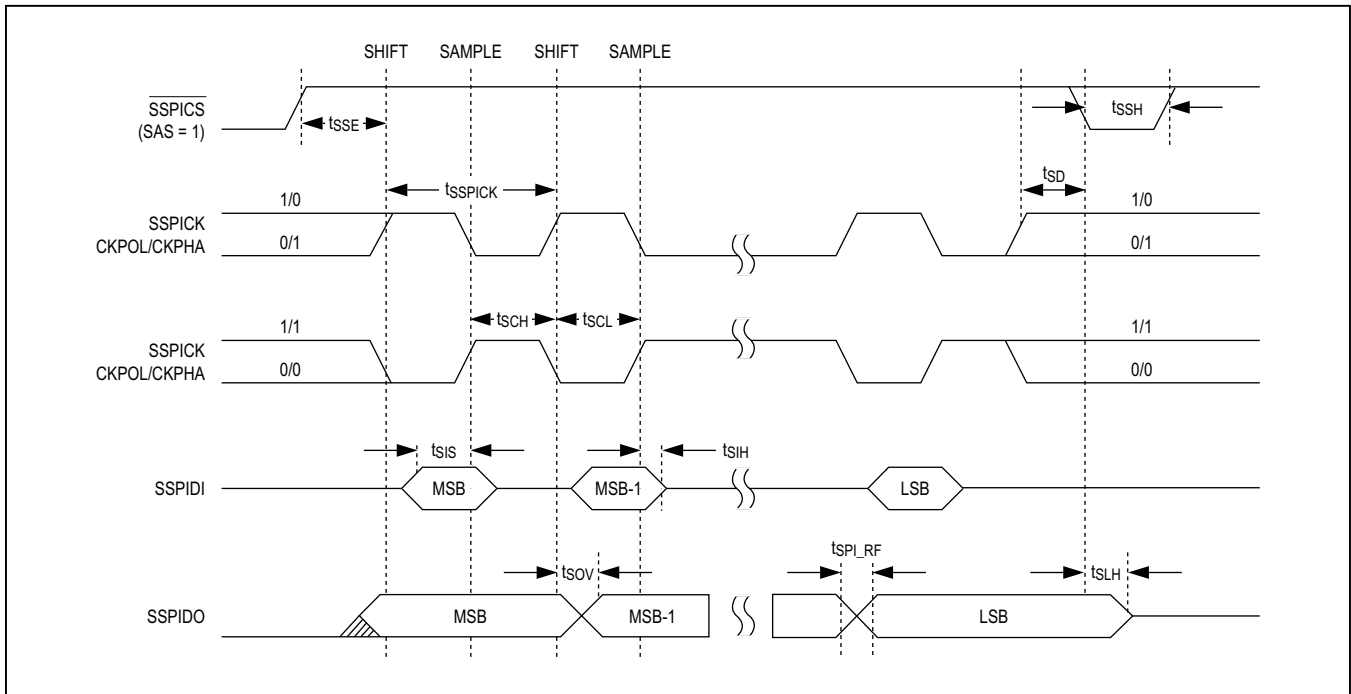 SHIFT SAMPLE SHIFT SAMPLE
SSPICS
(SAS = 1)
tSSE
tSSH
tSSPICK
tSD
1/0 1/0
SSPICK
CKPOL/CKPHA
0/1 0/1
tSCH tSCL
1/1 1/1
SSPICK
CKPOL/CKPHA
0/0 0/0
tSIS tSIH
SSPIDI MSB MSB-1 LSB
tSOV tSPI_RF tSLH
SSPIDO MSB MSB-1 LSB